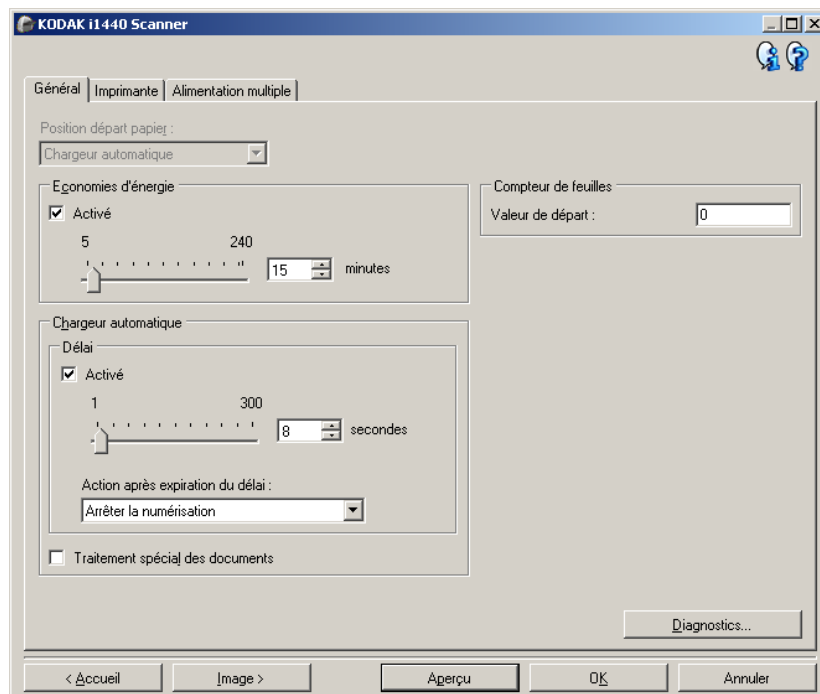 KODAK i1440 Scanner
Général
Imprimante
Alimentation multiple
Position départ papier :
Chargeur automatique
Economies d'énergie
Activé
5 240
15 minutes
Compteur de feuilles
Valeur de départ : 0
Chargeur automatique
Délai
Activé
1 300
8 secondes
Action après expiration du délai :
Arrêter la numérisation
Traitement spécial des documents
Diagnostics...
< Accueil
Image >
Aperçu
OK
Annuler